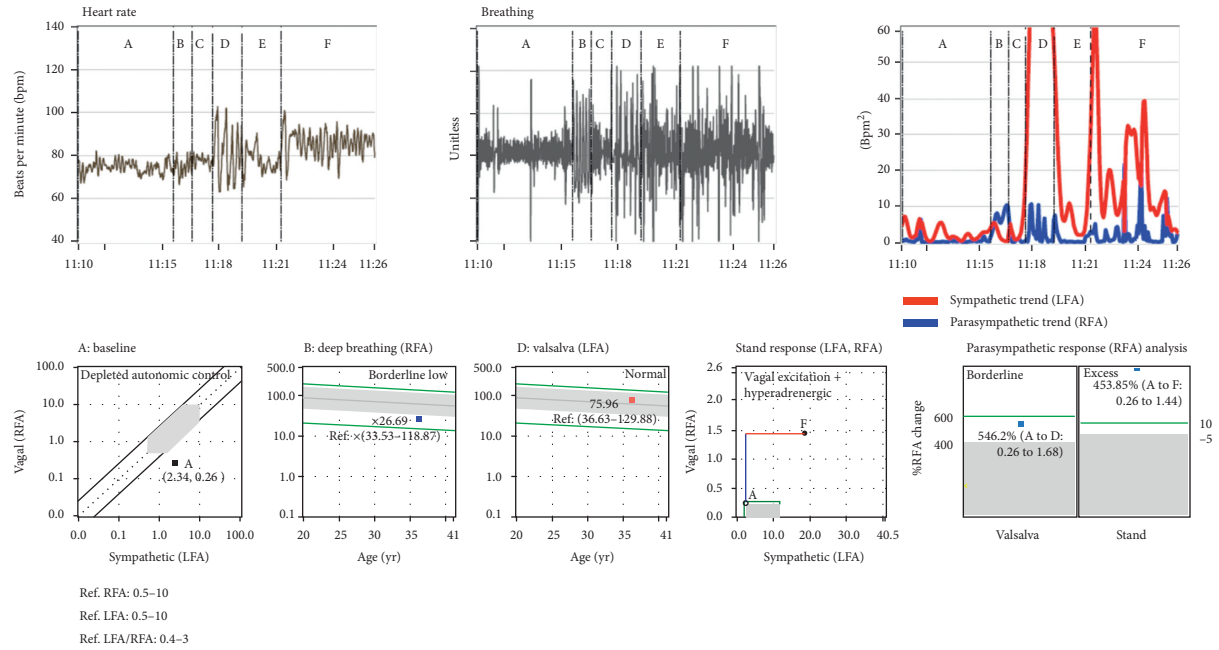 Heart rate
140
120
100
80
60
40
Beats per minute (bpm)
A B C D E F
11:10 11:15 11:18 11:21 11:24 11:26
Breathing
Unitless
A B C D E F
11:10 11:15 11:18 11:21 11:24 11:26
60
50
40
30
20
10
0
(Bpm²)
A B C D E F
11:10 11:15 11:18 11:21 11:24 11:26
Sympathetic trend (LFA)
Parasympathetic trend (RFA)
A: baseline
Depleted autonomic control
100.0
10.0
1.0
0.1
0.0
Vagal (RFA)
A
(2.34, 0.26 )
0.0 0.1 1.0 10.0 100.0
Sympathetic (LFA)
Ref. RFA: 0.5–10
Ref. LFA: 0.5–10
Ref. LFA/RFA: 0.4–3
B: deep breathing (RFA)
Borderline low
500.0
100.0
10.0
1.0
0.1
×26.69
Ref: ×(33.53–118.87)
20 30 35 41
Age (yr)
D: valsalva (LFA)
Normal
500.0
100.0
10.0
1.0
0.1
75.96
Ref: (36.63–129.88)
20 30 35 41
Age (yr)
Stand response (LFA, RFA)
Vagal excitation +
hyperadrenergic
2.6
2.0
1.5
1.0
0.5
0.0
Vagal (RFA)
F
A
0.0 10.0 20.0 30.0 40.5
Sympathetic (LFA)
Parasympathetic response (RFA) analysis
Borderline
600
400
%RFA change
546.2% (A to D:
0.26 to 1.68)
Valsalva
Excess
453.85% (A to F:
0.26 to 1.44)
10
–5
Stand